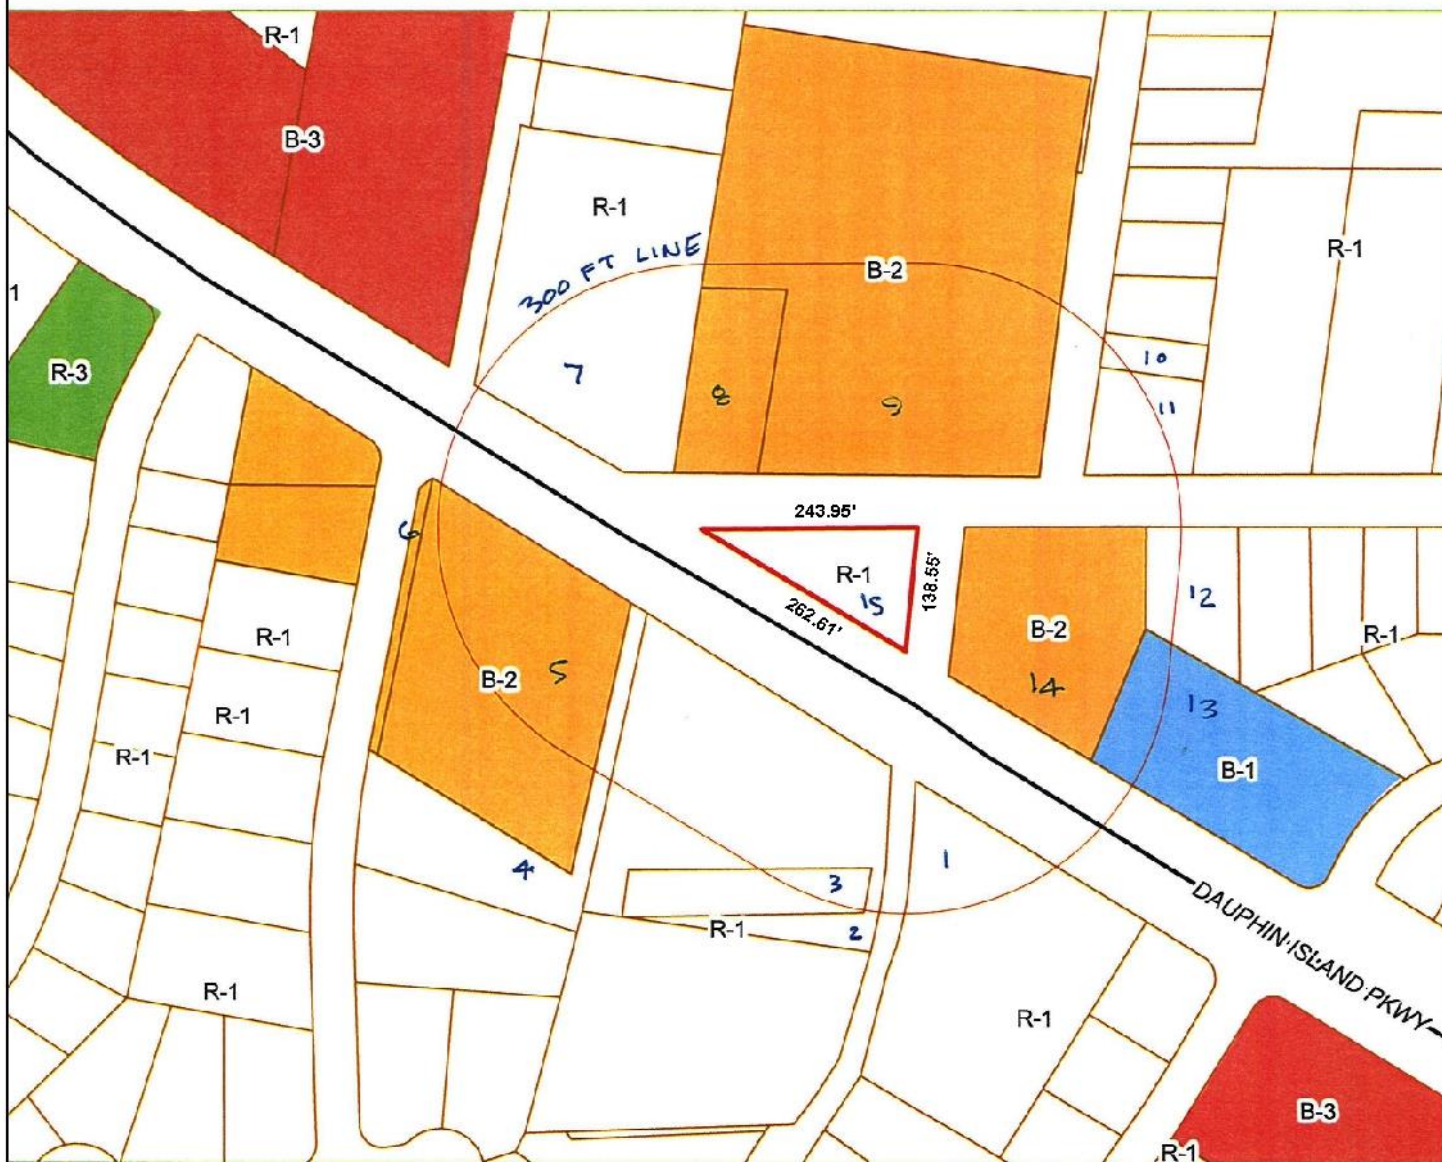 R-1
B-3
R-1
300 FT LINE
B-2
R-1
1
R-3
7
8
9
10
11
243.95'
R-1
15
138.55'
262.61'
6
B-2
5
B-2
14
12
R-1
13
B-1
R-1
R-1
R-1
4
3
2
R-1
1
DAUPHIN ISLAND PKWY
R-1
R-1
B-3
R-1